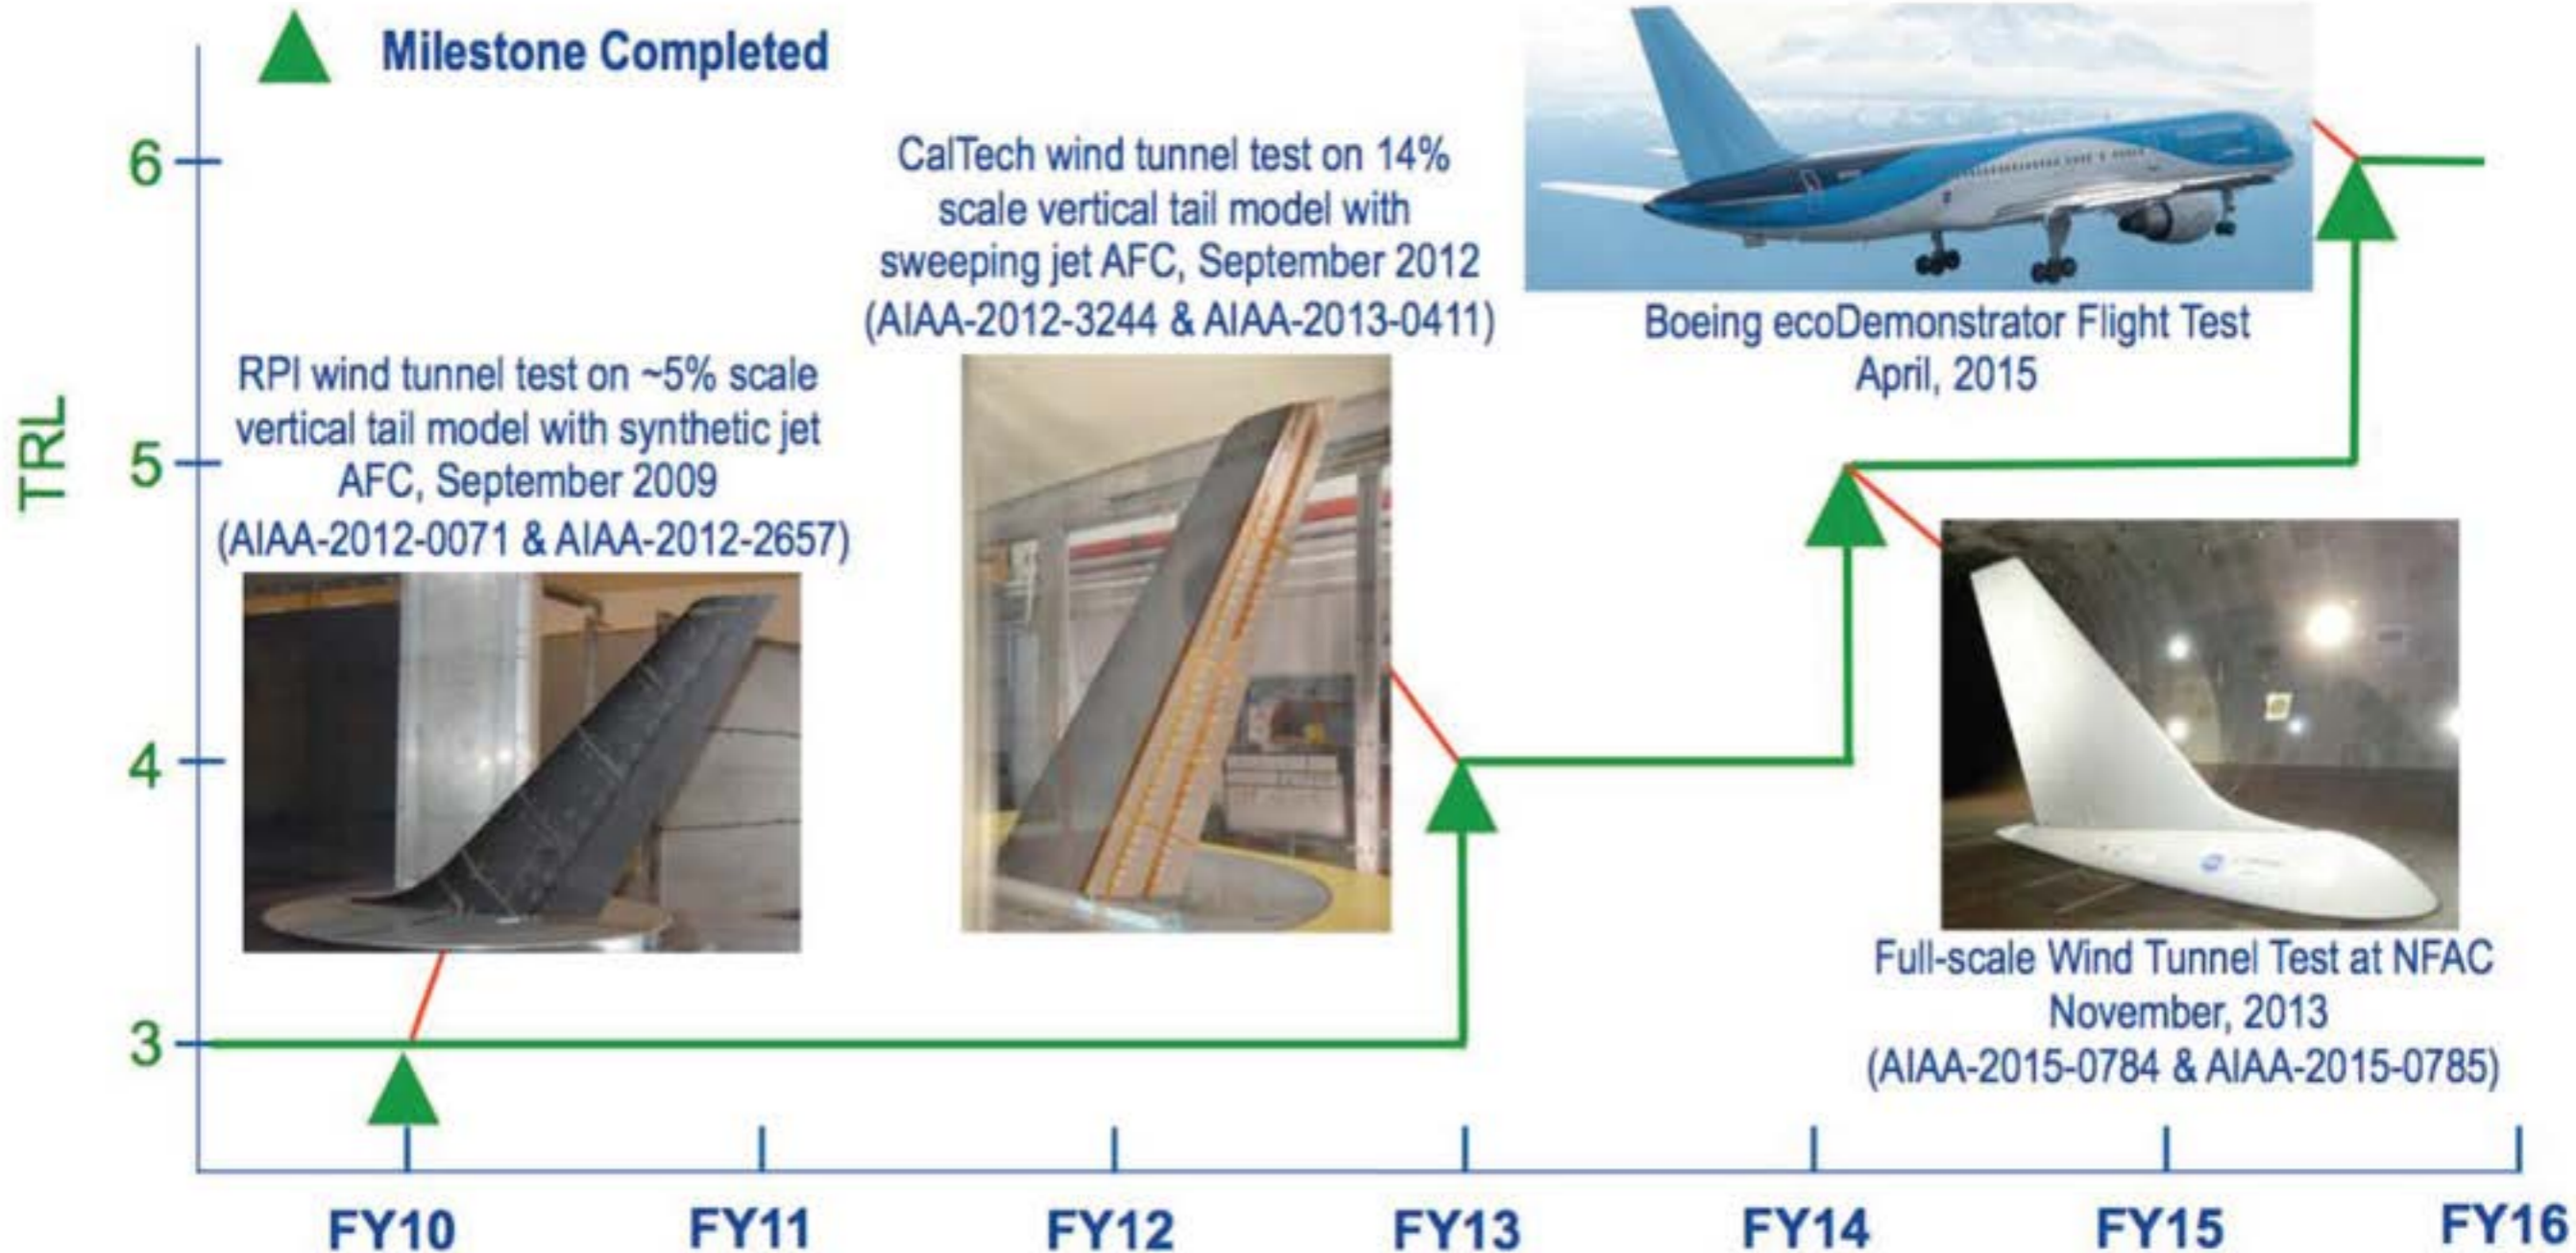 Milestone Completed
6
5
4
3
TRL
RPI wind tunnel test on ~5% scale
vertical tail model with synthetic jet
AFC, September 2009
(AIAA-2012-0071 & AIAA-2012-2657)
CalTech wind tunnel test on 14%
scale vertical tail model with
sweeping jet AFC, September 2012
(AIAA-2012-3244 & AIAA-2013-0411)
Boeing ecoDemonstrator Flight Test
April, 2015
Full-scale Wind Tunnel Test at NFAC
November, 2013
(AIAA-2015-0784 & AIAA-2015-0785)
FY10 FY11 FY12 FY13 FY14 FY15 FY16